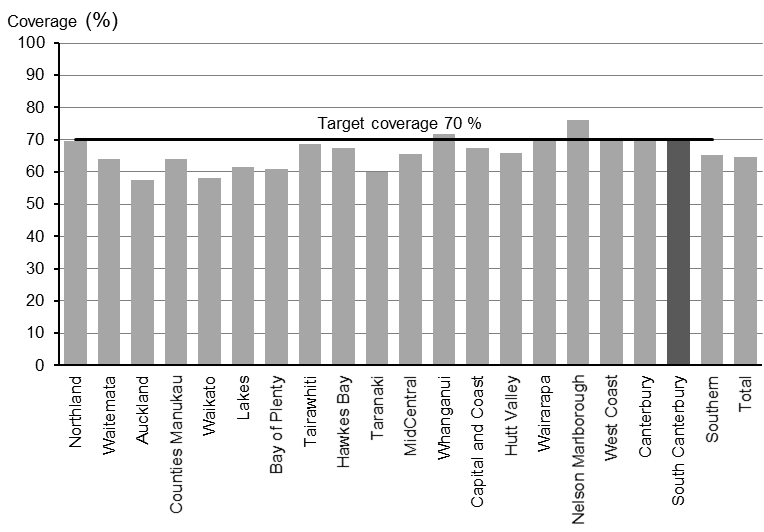 Coverage (%)
100
90
80
70
60
50
40
30
20
10
0
Target coverage 70 %
Northland
Waitemata
Auckland
Counties Manukau
Waikato
Lakes
Bay of Plenty
Tairawhiti
Hawkes Bay
Taranaki
MidCentral
Whanganui
Capital and Coast
Hutt Valley
Wairarapa
Nelson Marlborough
West Coast
Canterbury
South Canterbury
Southern
Total